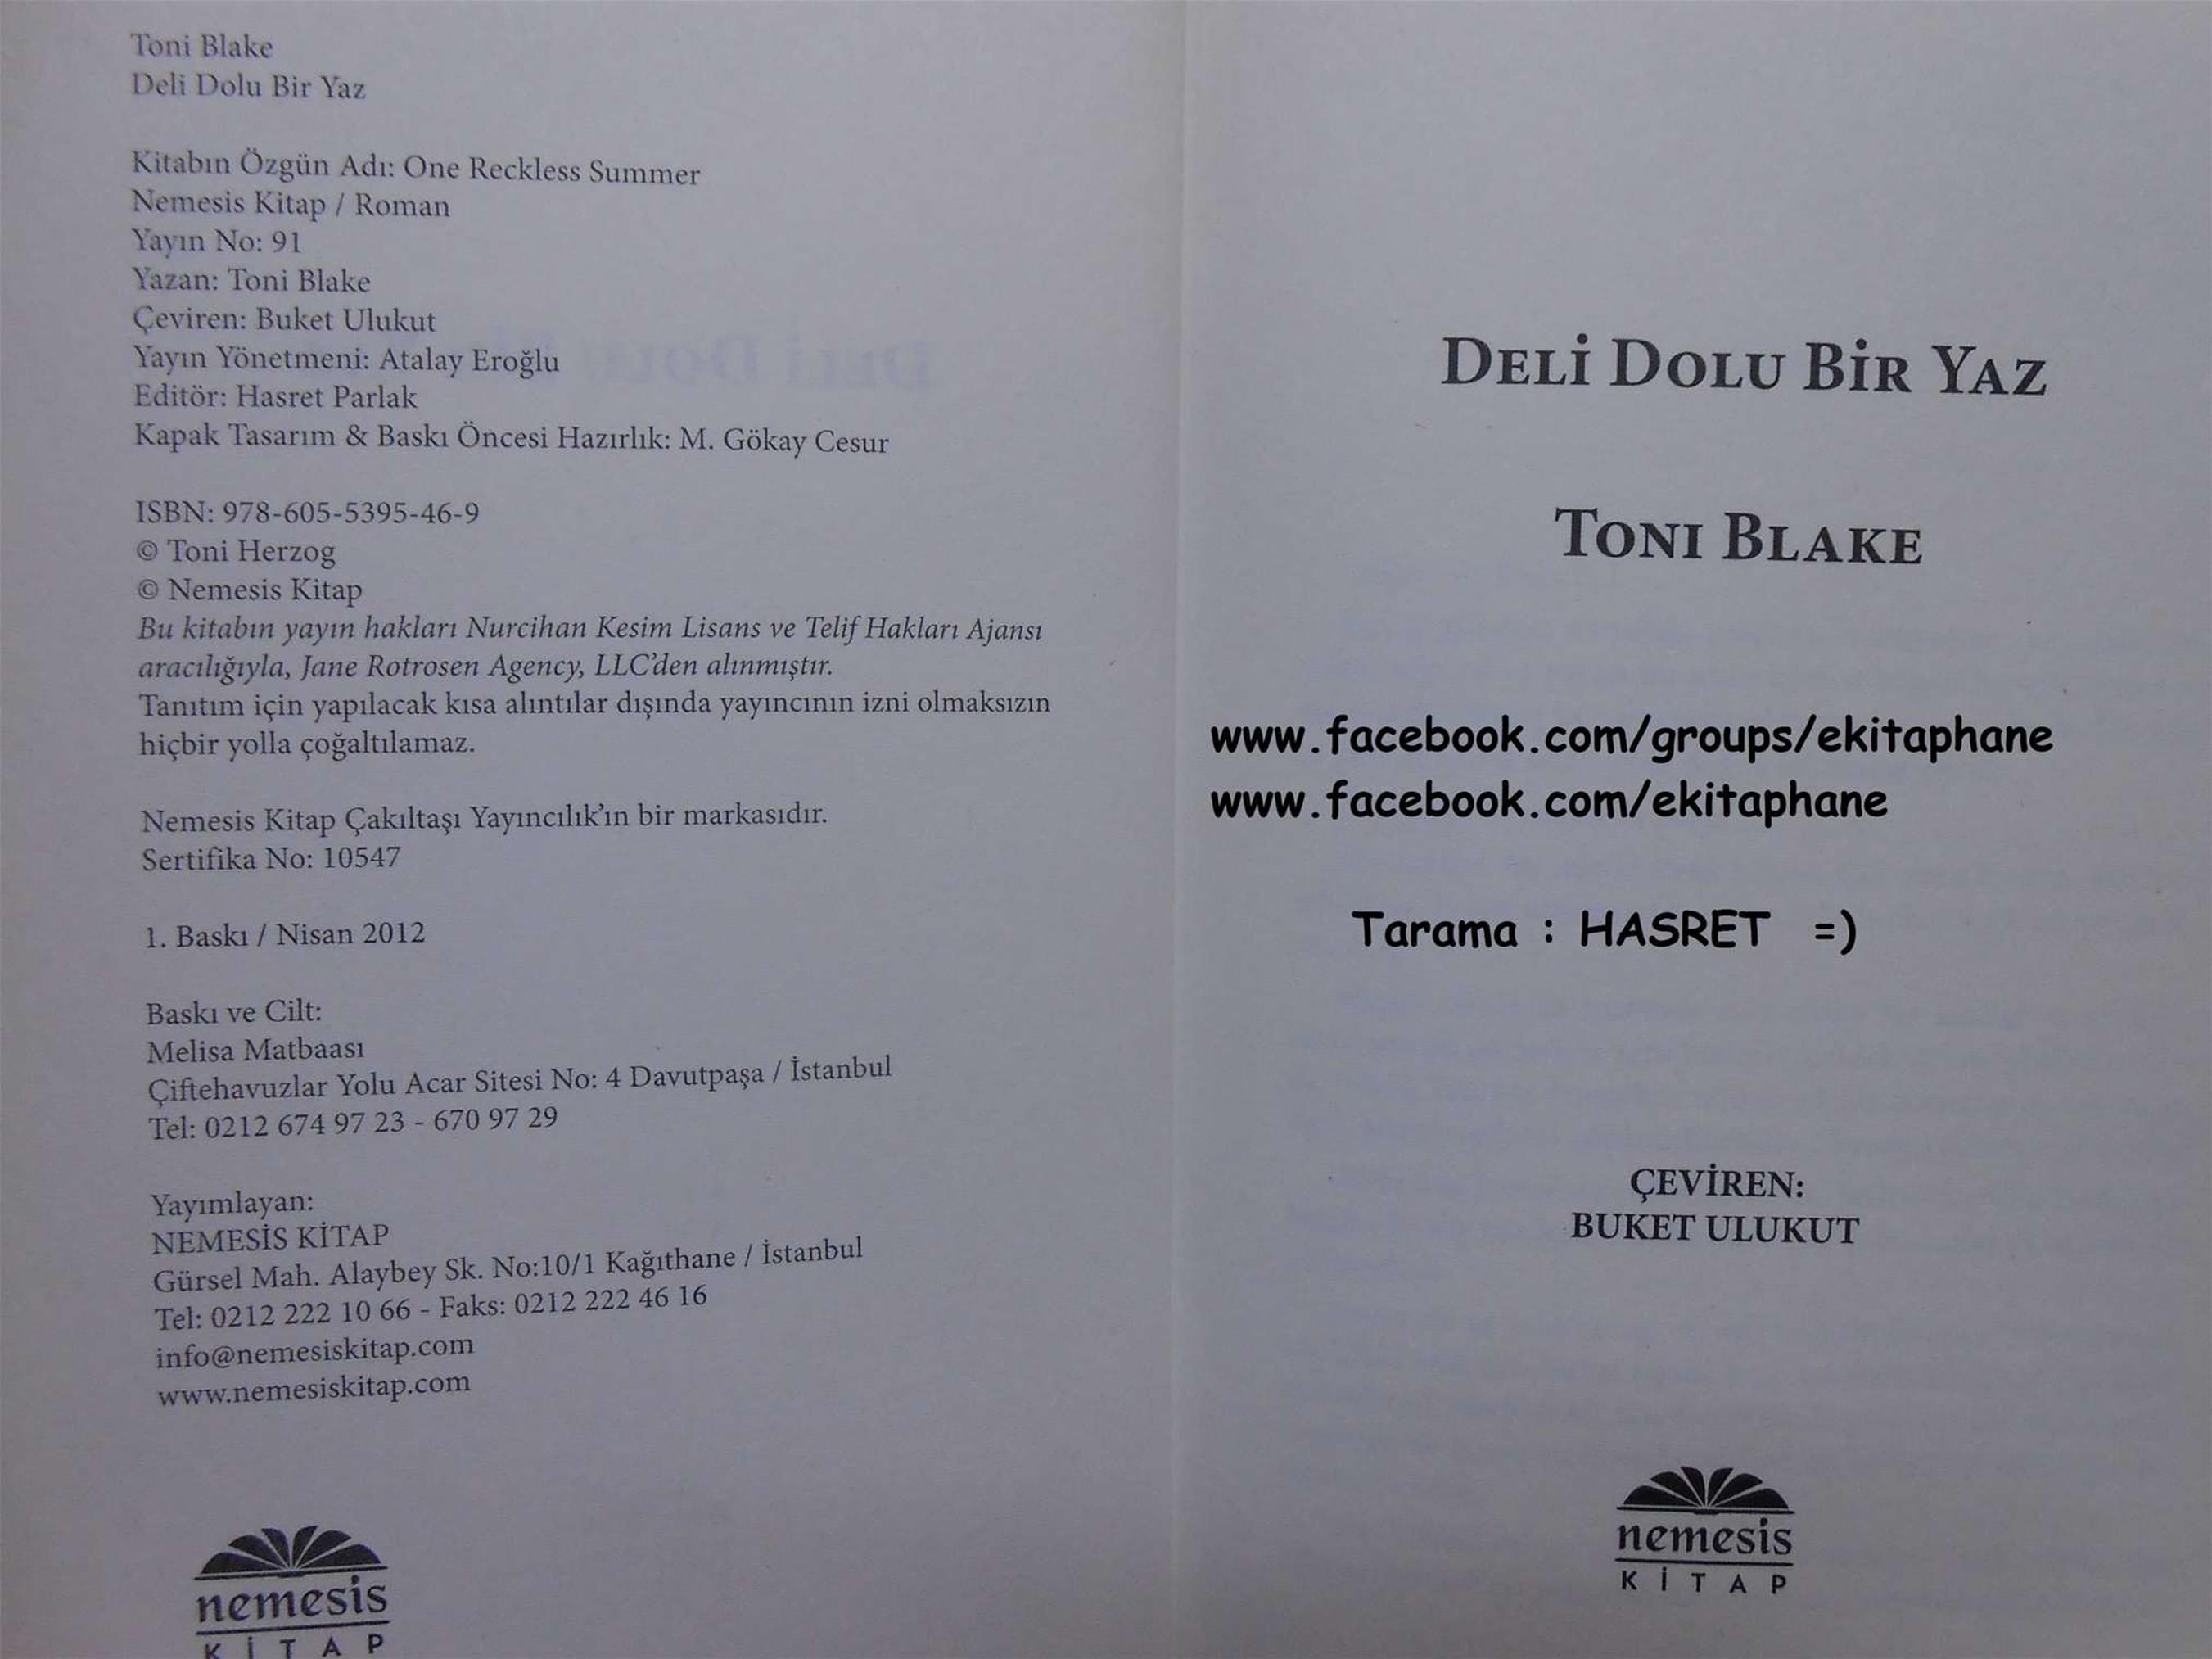 Toni Blake
Deli Dolu Bir Yaz
Kitabın Özgün Adı: One Reckless Summer
Nemesis Kitap / Roman
Yayın No: 91
Yazan: Toni Blake
Çeviren: Buket Ulukut
Yayın Yönetmeni: Atalay Eroğlu
Editör: Hasret Parlak
Kapak Tasarım & Baskı Öncesi Hazırlık: M. Gökay Cesur
ISBN: 978-605-5395-46-9
© Toni Herzog
© Nemesis Kitap
Bu kitabın yayın hakları Nurcihan Kesim Lisans ve Telif Hakları Ajansı
aracılığıyla, Jane Rotrosen Agency, LLC’den alınmıştır.
Tanıtım için yapılacak kısa alıntılar dışında yayıncının izni olmaksızın
hiçbir yolla çoğaltılamaz.
Nemesis Kitap Çakıltaşı Yayıncılık’ın bir markasıdır.
Sertifika No: 10547
1. Baskı / Nisan 2012
Baskı ve Cilt:
Melisa Matbaası
Çiftehavuzlar Yolu Acar Sitesi No: 4 Davutpaşa / İstanbul
Tel: 0212 674 97 23 - 670 97 29
Yayımlayan:
NEMESİS KİTAP
Gürsel Mah. Alaybey Sk. No:10/1 Kağıthane / İstanbul
Tel: 0212 222 10 66 - Faks: 0212 222 46 16
info@nemesiskitap.com
www.nemesiskitap.com
nemesis
KİTAP
DELİ DOLU BİR YAZ
TONI BLAKE
www.facebook.com/groups/ekitaphane
www.facebook.com/ekitaphane
Tarama : HASRET =)
ÇEVİREN:
BUKET ULUKUT
nemesis
KİTAP